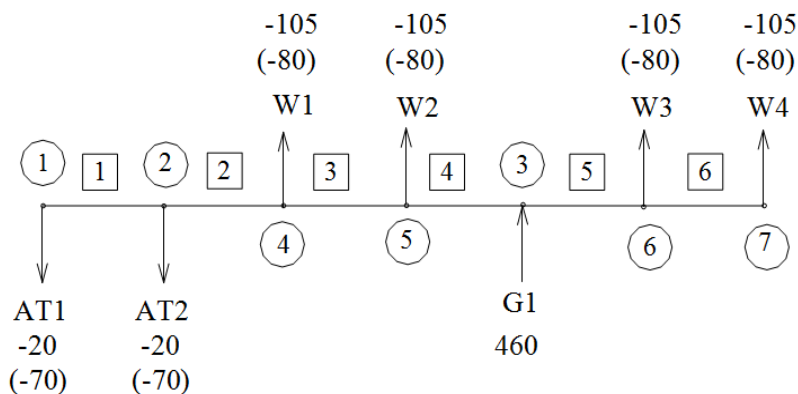 -105 -105 -105 -105
(-80) (-80) (-80) (-80)
W1 W2 W3 W4
1 1 2 2 3 4 3 5 6
4 5 6 7
AT1 AT2 G1
-20 -20 460
(-70) (-70)